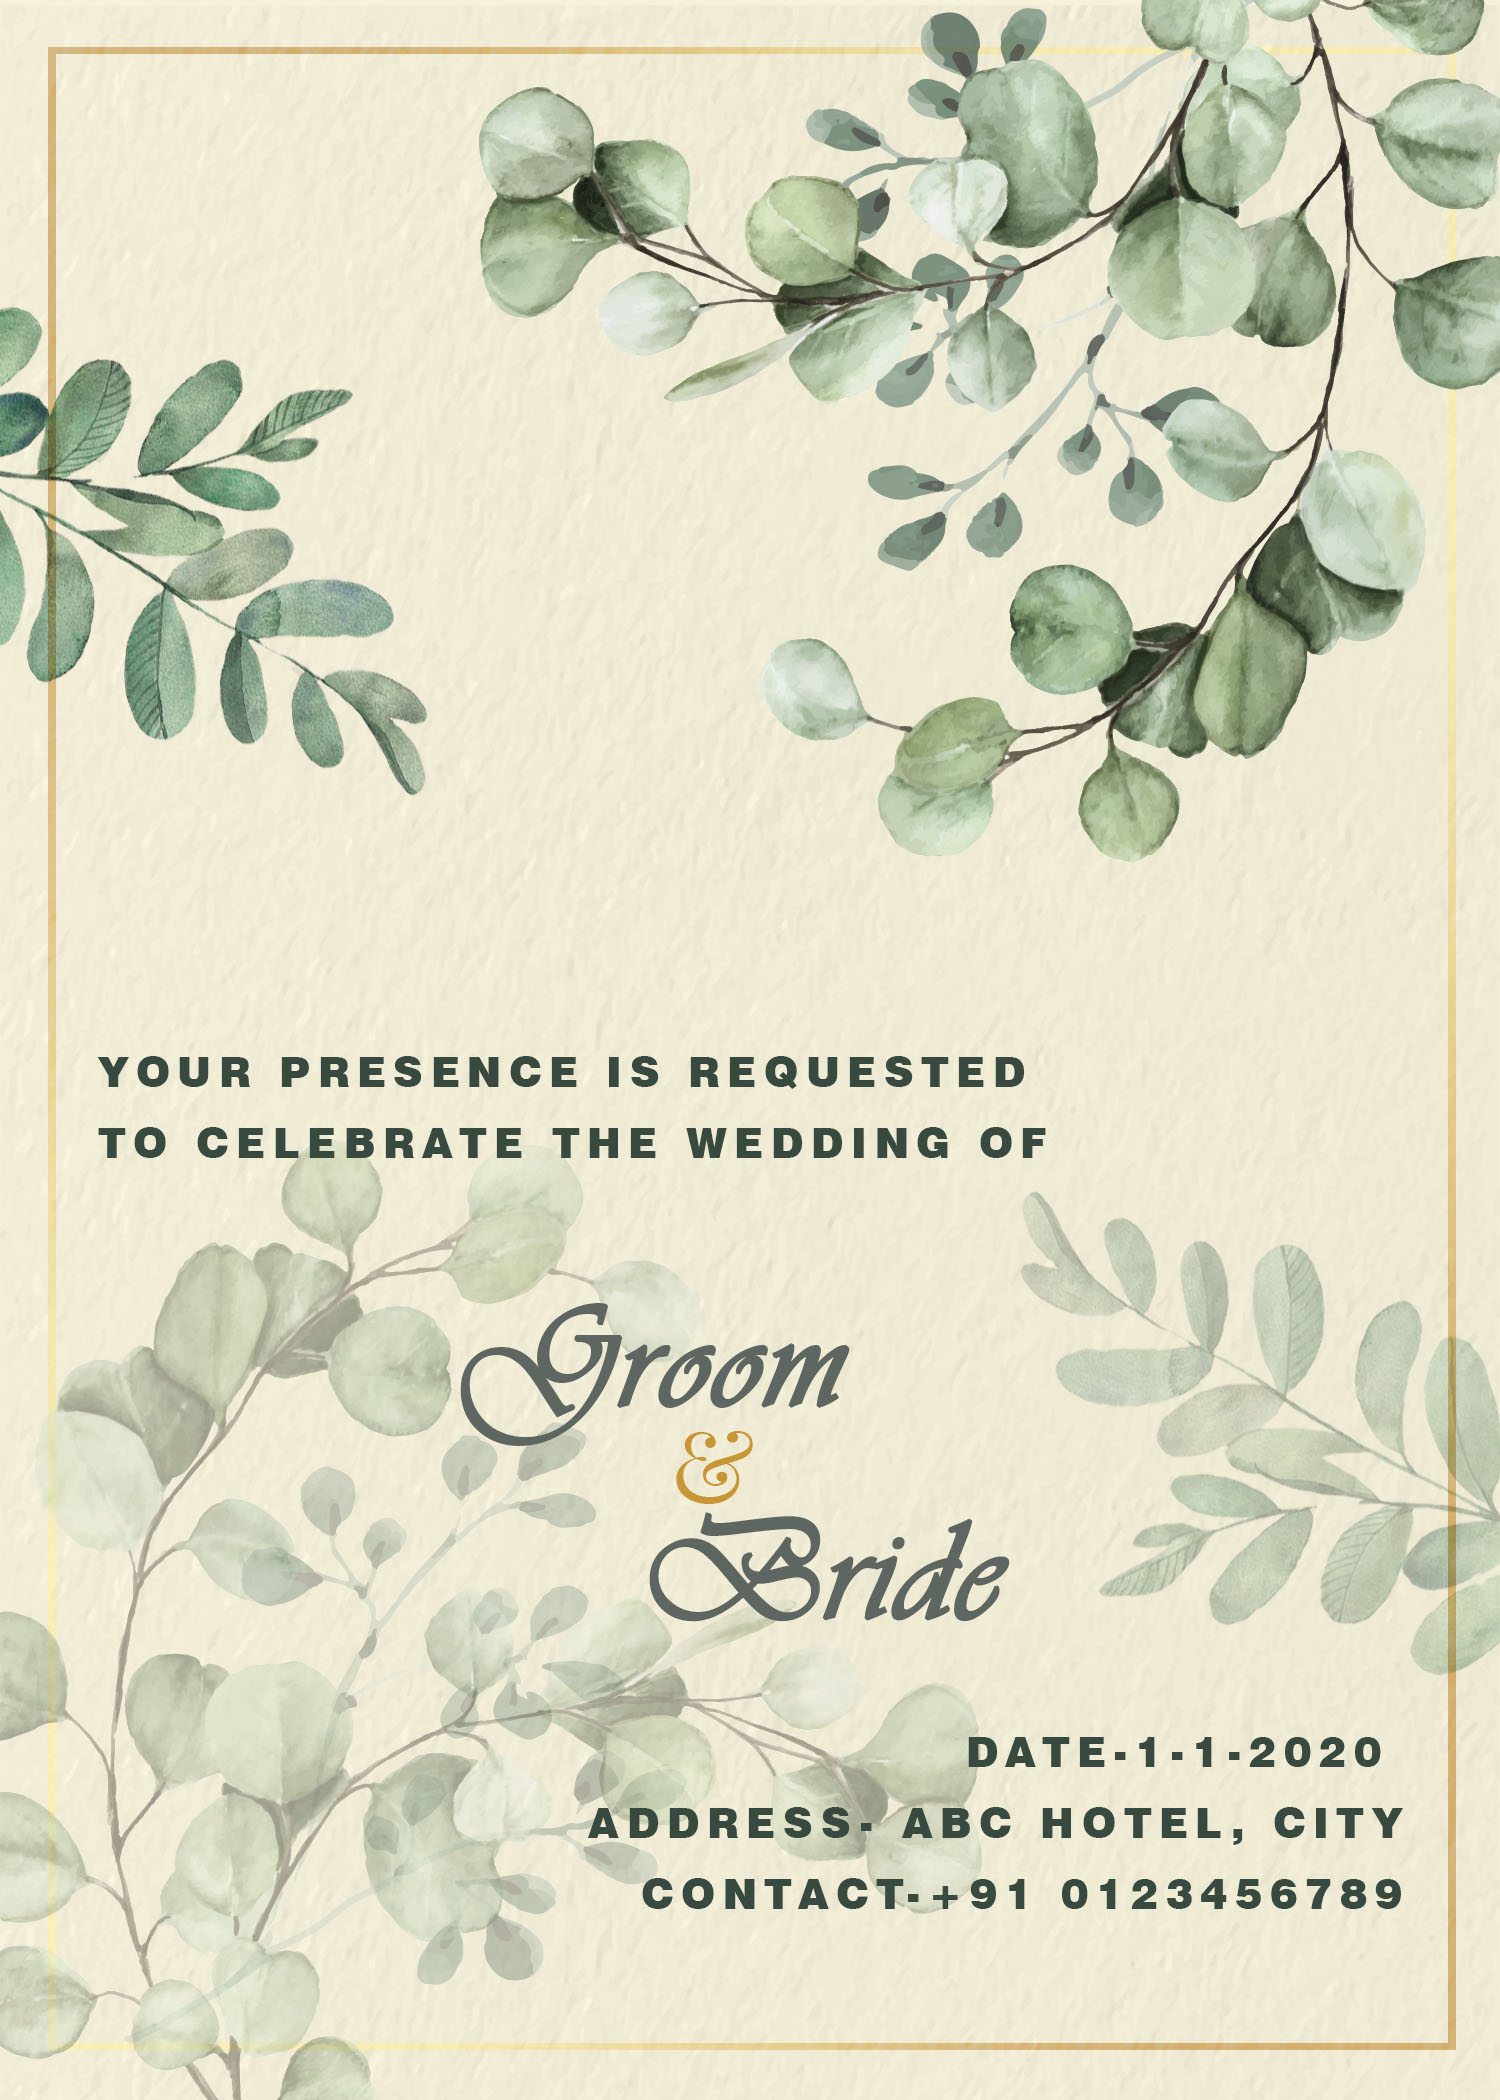 YOUR PRESENCE IS REQUESTED
TO CELEBRATE THE WEDDING OF
Groom
&
Bride
DATE-1-1-2020
ADDRESS- ABC HOTEL, CITY
CONTACT-+91 0123456789